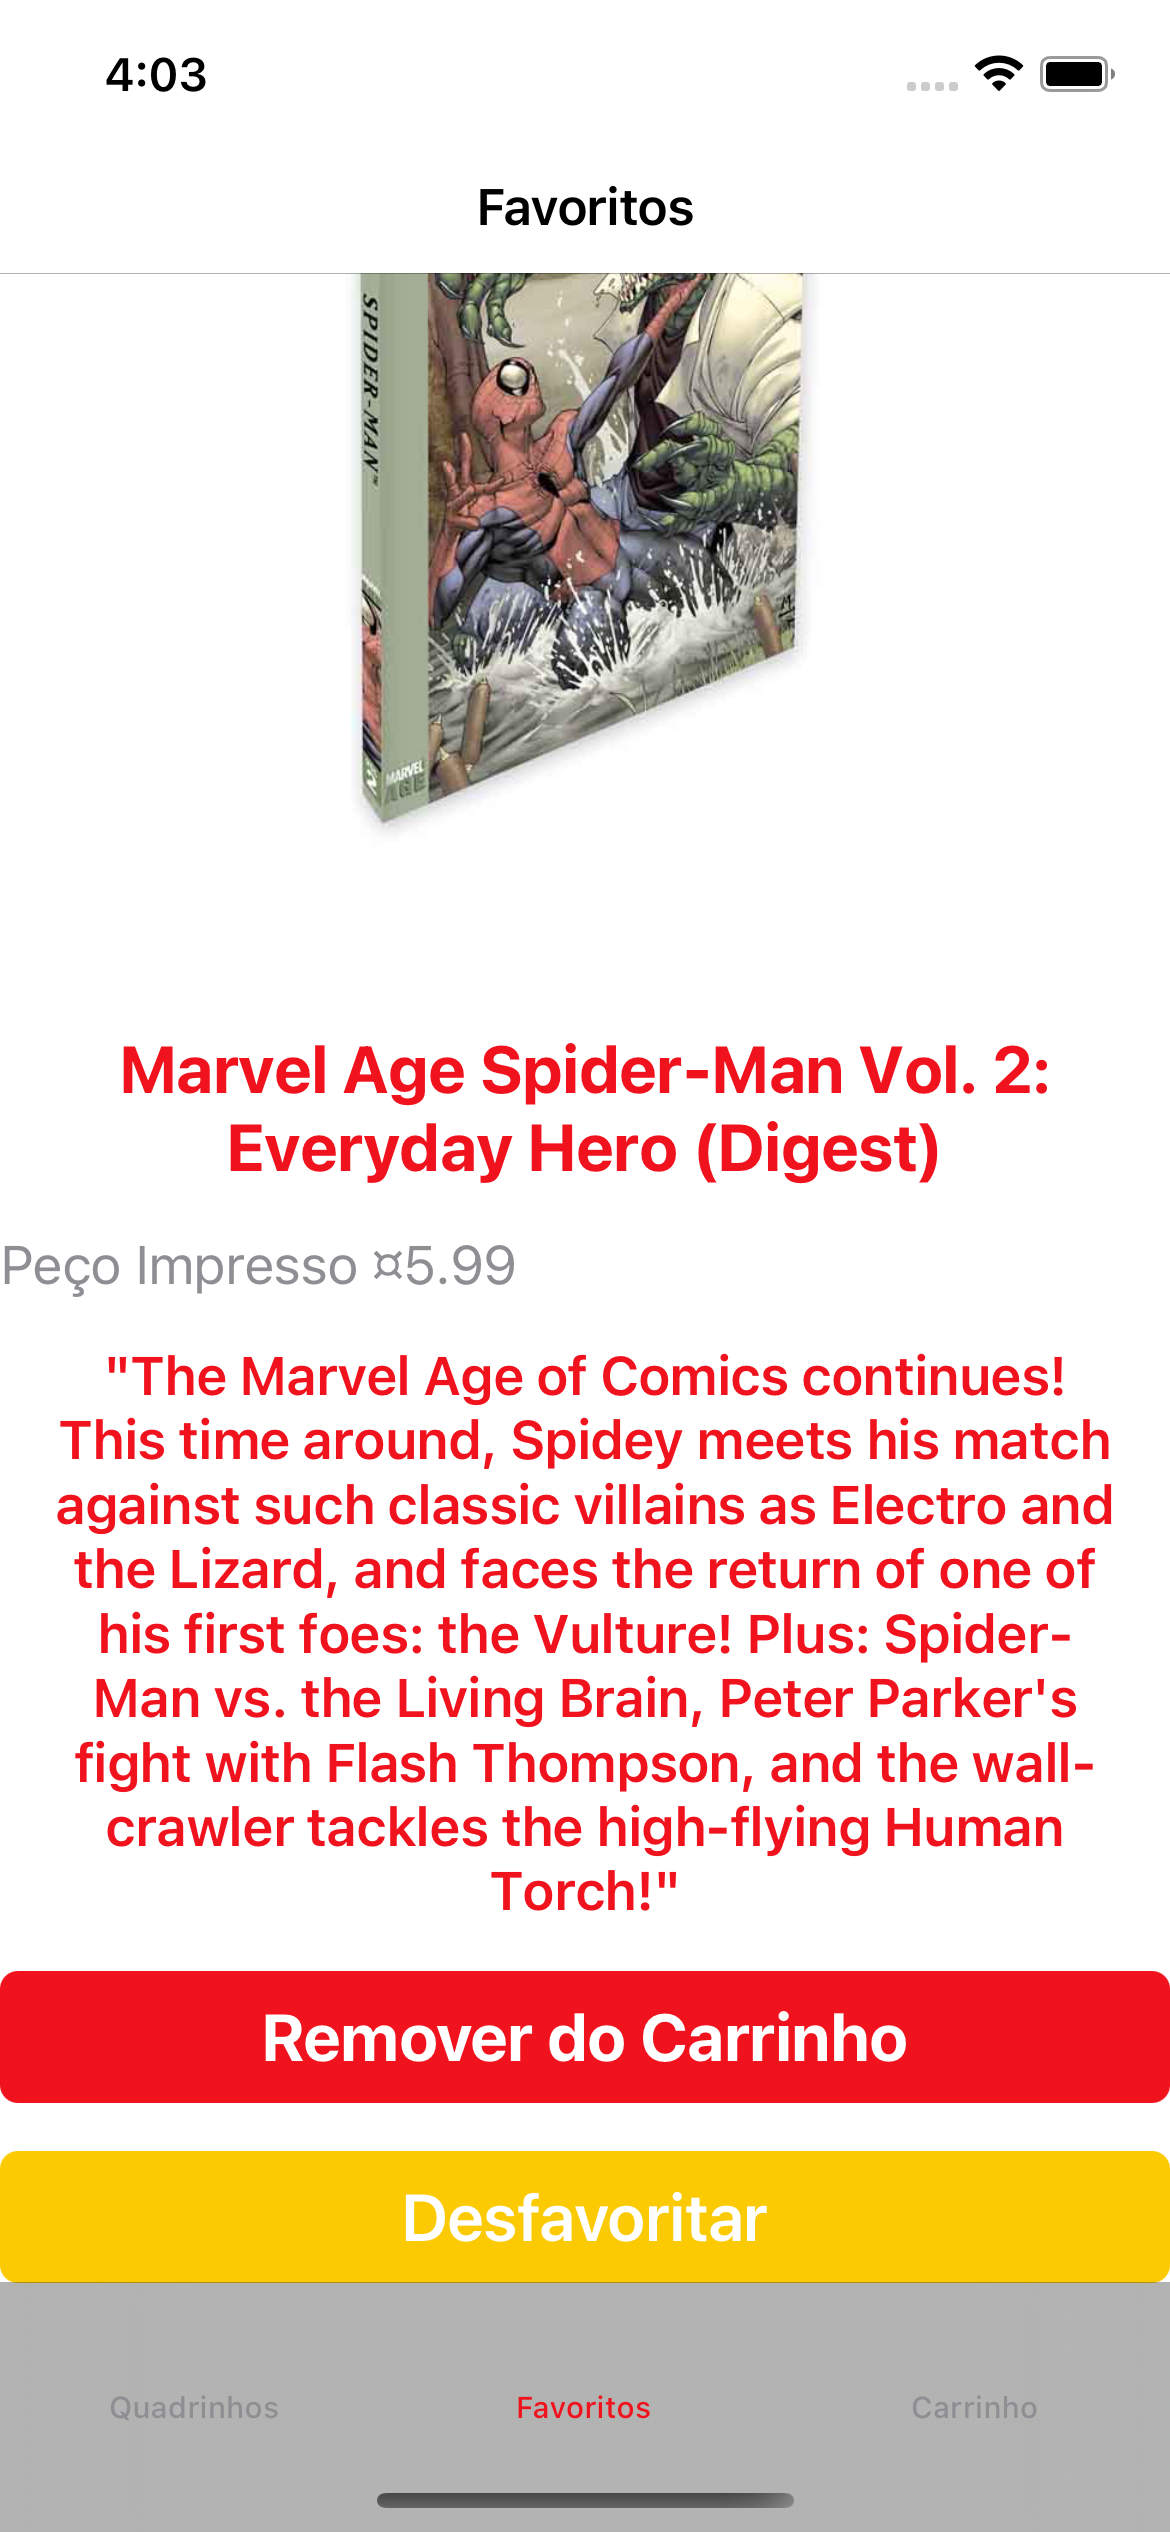 4:03
Favoritos
SPIDER-MAN
MARVEL
AGE
2
Marvel Age Spider-Man Vol. 2:
Everyday Hero (Digest)
Peço Impresso ¤5.99
"The Marvel Age of Comics continues!
This time around, Spidey meets his match
against such classic villains as Electro and
the Lizard, and faces the return of one of
his first foes: the Vulture! Plus: Spider-
Man vs. the Living Brain, Peter Parker's
fight with Flash Thompson, and the wall-
crawler tackles the high-flying Human
Torch!"
Remover do Carrinho
Desfavoritar
Quadrinhos
Favoritos
Carrinho